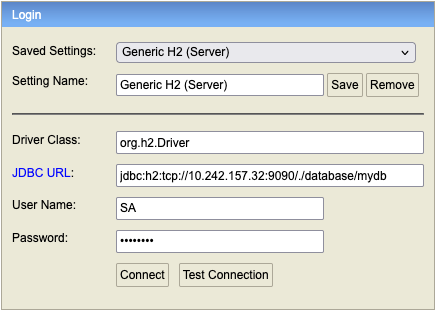 Login
Saved Settings: Generic H2 (Server)
Setting Name: Generic H2 (Server) Save Remove
Driver Class: org.h2.Driver
JDBC URL: jdbc:h2:tcp://10.242.157.32:9090/./database/mydb
User Name: SA
Password: ••••••••
Connect Test Connection